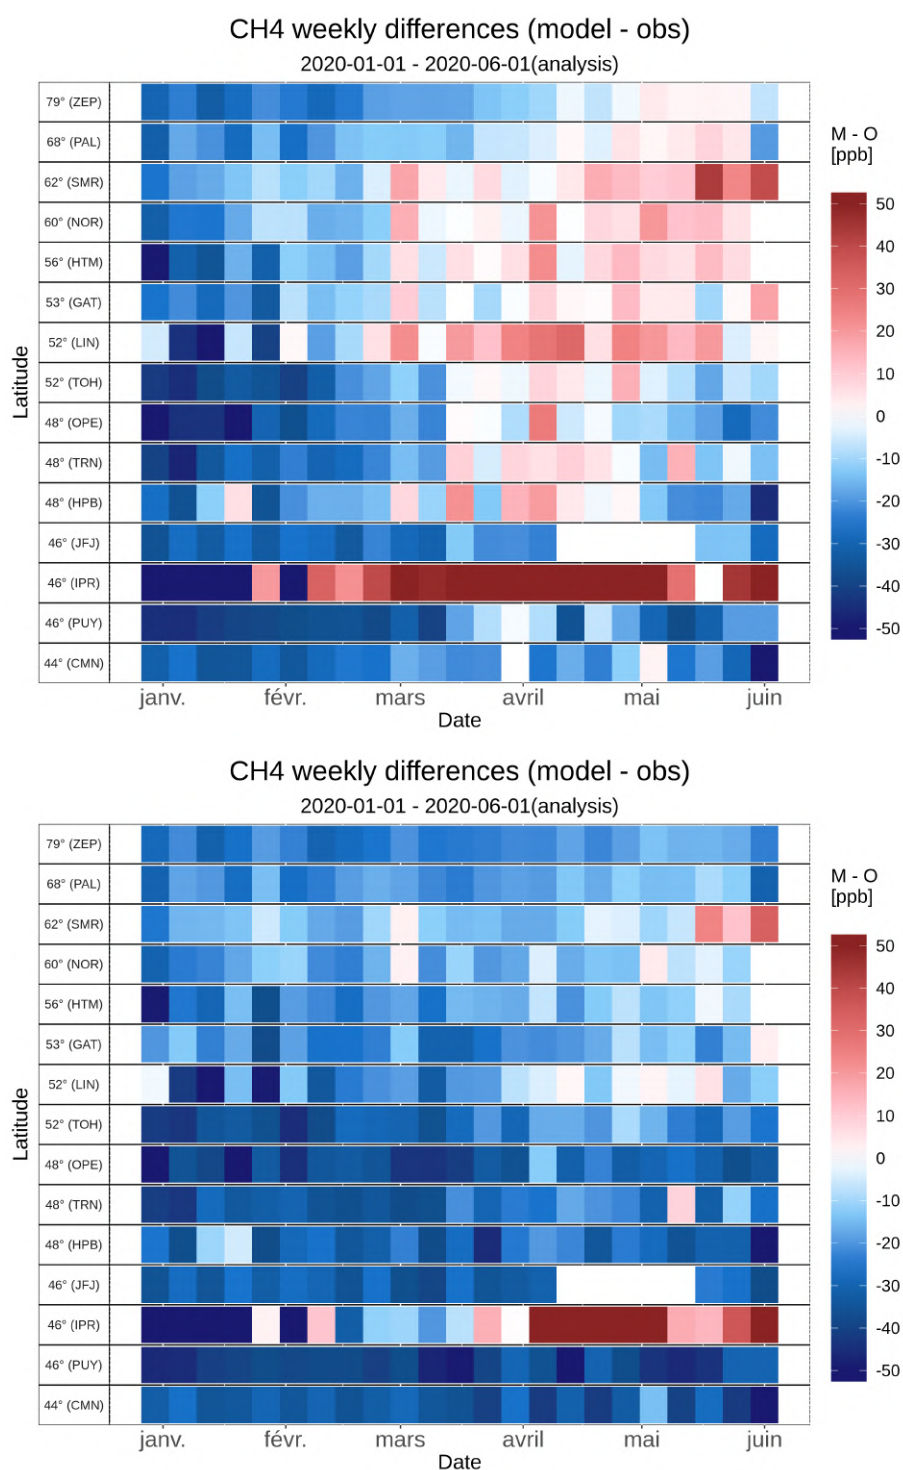 CH4 weekly differences (model - obs)
2020-01-01 - 2020-06-01(analysis)
79° (ZEP)
68° (PAL)
62° (SMR)
60° (NOR)
56° (HTM)
53° (GAT)
52° (LIN)
52° (TOH)
48° (OPE)
48° (TRN)
48° (HPB)
46° (JFJ)
46° (IPR)
46° (PUY)
44° (CMN)
Latitude
janv. févr. mars avril mai juin
Date
M - O
[ppb]
50
40
30
20
10
0
-10
-20
-30
-40
-50
CH4 weekly differences (model - obs)
2020-01-01 - 2020-06-01(analysis)
79° (ZEP)
68° (PAL)
62° (SMR)
60° (NOR)
56° (HTM)
53° (GAT)
52° (LIN)
52° (TOH)
48° (OPE)
48° (TRN)
48° (HPB)
46° (JFJ)
46° (IPR)
46° (PUY)
44° (CMN)
Latitude
janv. févr. mars avril mai juin
Date
M - O
[ppb]
50
40
30
20
10
0
-10
-20
-30
-40
-50